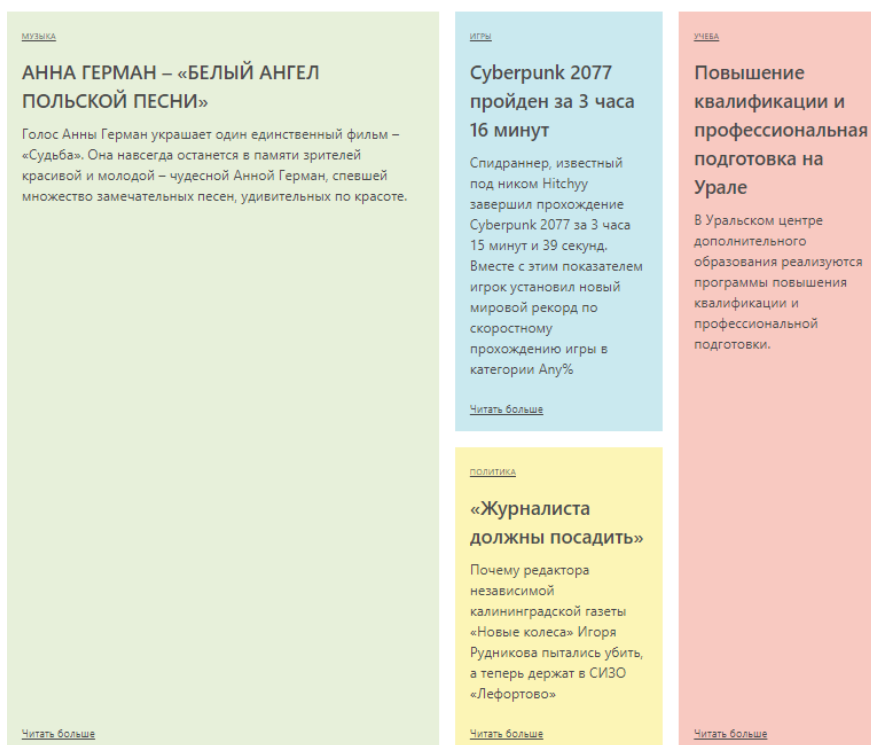 МУЗЫКА
АННА ГЕРМАН – «БЕЛЫЙ АНГЕЛ
ПОЛЬСКОЙ ПЕСНИ»
Голос Анны Герман украшает один единственный фильм –
«Судьба». Она навсегда останется в памяти зрителей
красивой и молодой – чудесной Анной Герман, спевшей
множество замечательных песен, удивительных по красоте.
Читать больше
ИГРЫ
Cyberpunk 2077
пройден за 3 часа
16 минут
Спидраннер, известный
под ником Hitchyy
завершил прохождение
Cyberpunk 2077 за 3 часа
15 минут и 39 секунд.
Вместе с этим показателем
игрок установил новый
мировой рекорд по
скоростному
прохождению игры в
категории Any%
Читать больше
ПОЛИТИКА
«Журналиста
должны посадить»
Почему редактора
независимой
калининградской газеты
«Новые колеса» Игоря
Рудникова пытались убить,
а теперь держат в СИЗО
«Лефортово»
Читать больше
УЧЕБА
Повышение
квалификации и
профессиональная
подготовка на
Урале
В Уральском центре
дополнительного
образования реализуются
программы повышения
квалификации и
профессиональной
подготовки.
Читать больше